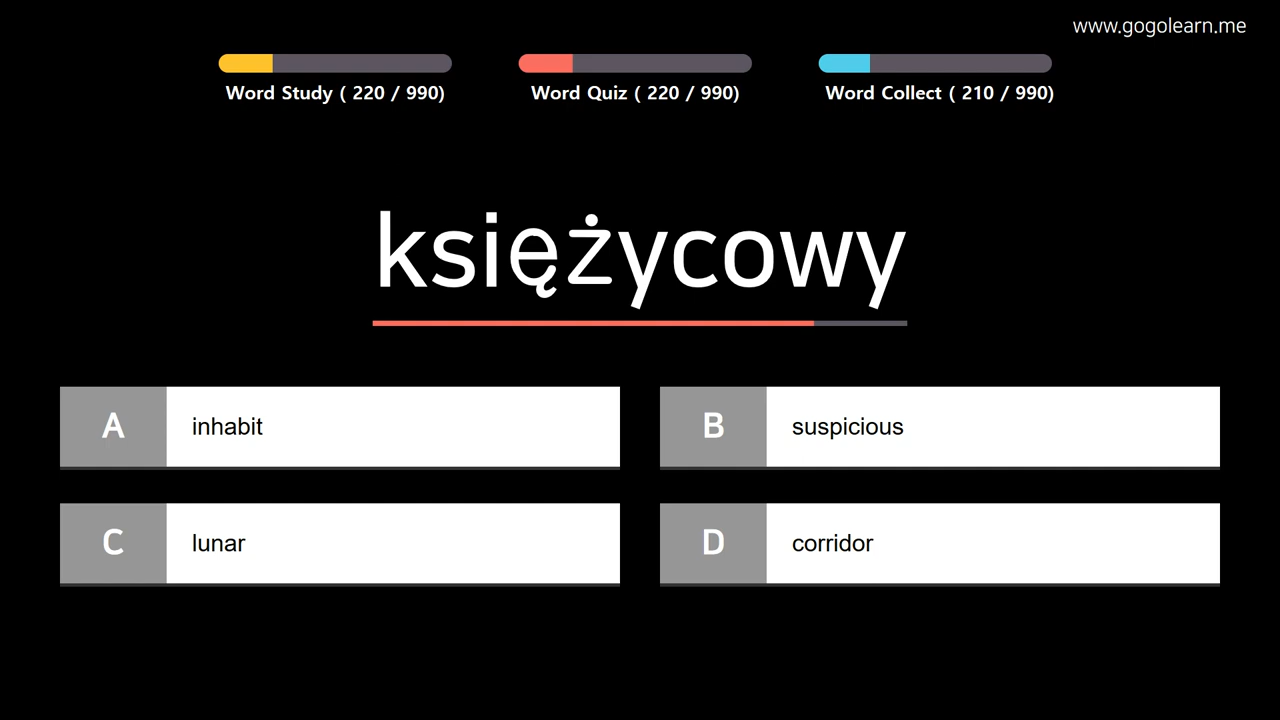 www.gogolearn.me
Word Study ( 220 / 990)
Word Quiz ( 220 / 990)
Word Collect ( 210 / 990)
księżycowy
A inhabit
B suspicious
C lunar
D corridor